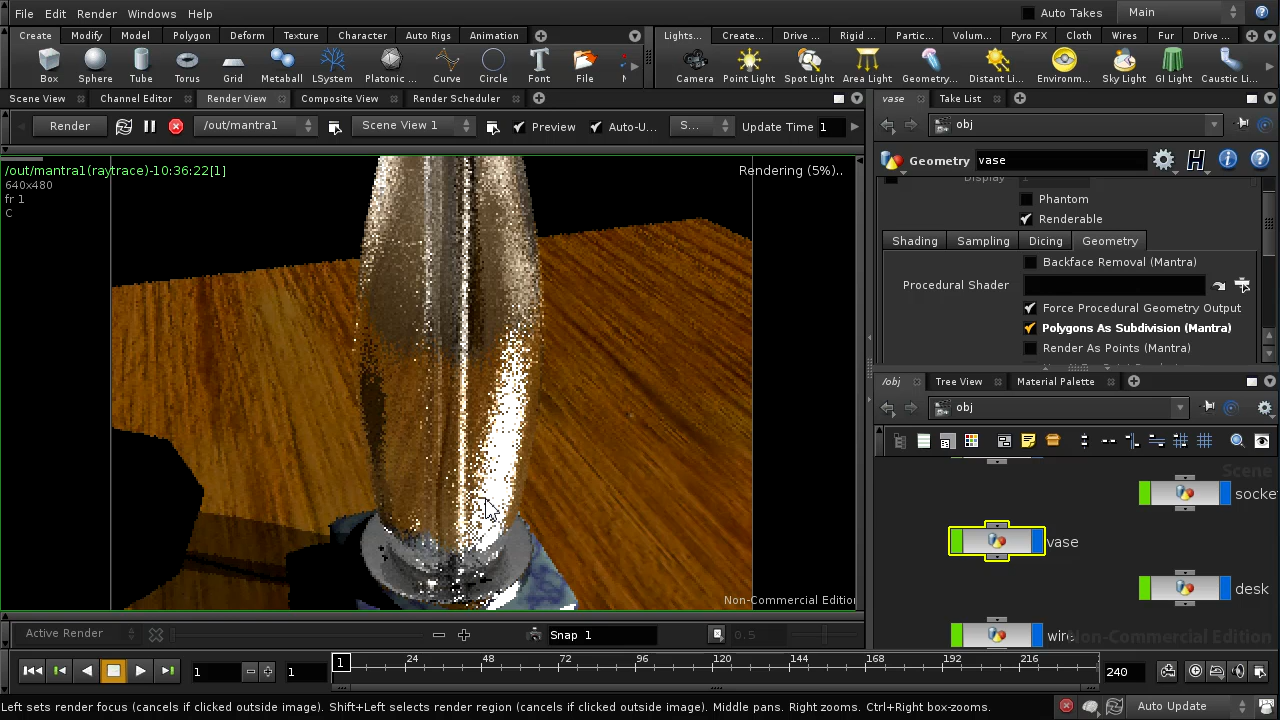 File Edit Render Windows Help Auto Takes Main
Create Modify Model Polygon Deform Texture Character Auto Rigs Animation Lights... Create... Drive ... Rigid ... Partic... Volum... Pyro FX Cloth Wires Fur Drive ...
Box Sphere Tube Torus Grid Metaball LSystem Platonic ... Curve Circle Font File Camera Point Light Spot Light Area Light Geometry... Distant Li... Environm... Sky Light GI Light Caustic Li...
Scene View Channel Editor Render View Composite View Render Scheduler
Render /out/mantra1 Scene View 1 Preview Auto-U... S... Update Time 1
/out/mantra1(raytrace)-10:36:22[1] Rendering (5%)..
640x480
fr 1
C
Non-Commercial Editio
Active Render Snap 1 0.5
vase Take List
obj
Geometry vase
Display
Phantom
Renderable
Shading Sampling Dicing Geometry
Backface Removal (Mantra)
Procedural Shader
Force Procedural Geometry Output
Polygons As Subdivision (Mantra)
Render As Points (Mantra)
/obj Tree View Material Palette
obj
Scene
socke
vase
desk
wire
Non-Commercial Edition
1 1 1 24 48 72 96 120 144 168 192 216 240
Left sets render focus (cancels if clicked outside image). Shift+Left selects render region (cancels if clicked outside image). Middle pans. Right zooms. Ctrl+Right box-zooms. Auto Update